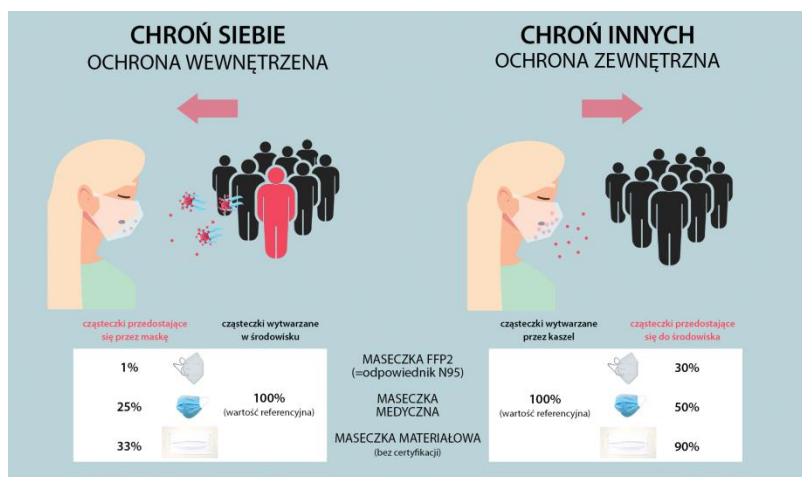 CHROŃ SIEBIE
OCHRONA WEWNĘTRZENA
CHROŃ INNYCH
OCHRONA ZEWNĘTRZNA
cząsteczki przedostające
się przez maskę
cząsteczki wytwarzane
w środowisku
cząsteczki wytwarzane
przez kaszel
cząsteczki przedostające
się do środowiska
1%
25%
33%
100%
(wartość referencyjna)
MASECZKA FFP2
(=odpowiednik N95)
MASECZKA
MEDYCZNA
MASECZKA MATERIAŁOWA
(bez certyfikacji)
100%
(wartość referencyjna)
30%
50%
90%